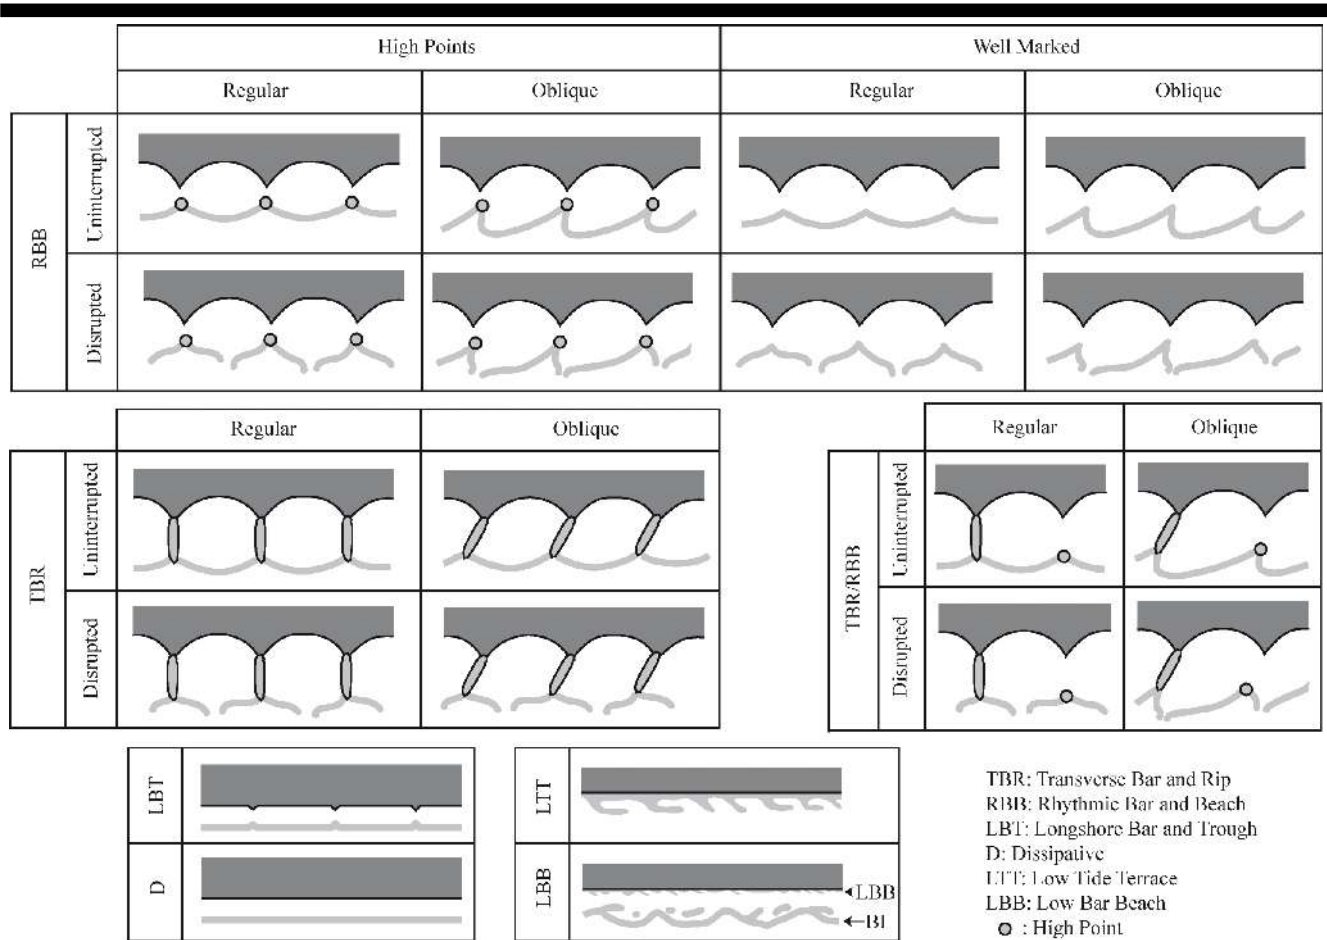 High Points
Well Marked
Regular
Oblique
Regular
Oblique
RBB
Uninterrupted
Disrupted
Regular
Oblique
TBR
Uninterrupted
Disrupted
Regular
Oblique
TBR/RBB
Uninterrupted
Disrupted
LBT
D
LTT
LBB
LBB
BI
TBR: Transverse Bar and Rip
RBB: Rhythmic Bar and Beach
LBT: Longshore Bar and Trough
D: Dissipative
LTT: Low Tide Terrace
LBB: Low Bar Beach
: High Point